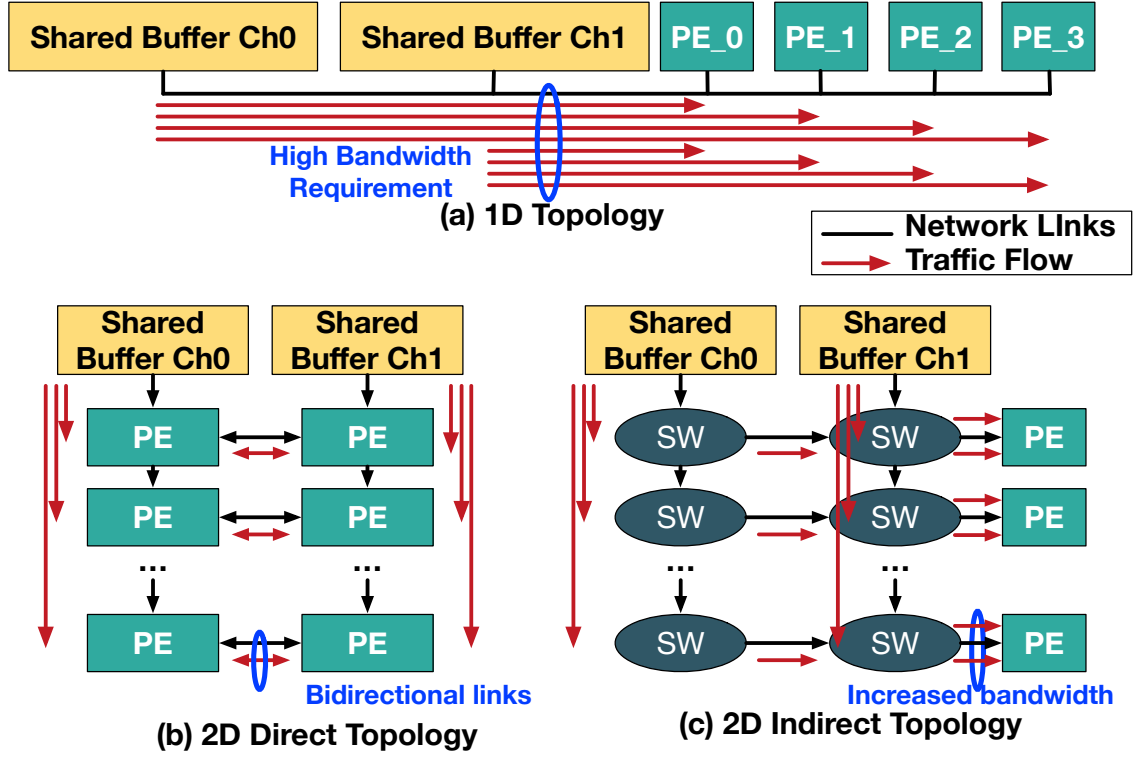 Shared Buffer Ch0
Shared Buffer Ch1
PE_0
PE_1
PE_2
PE_3
High Bandwidth
Requirement
(a) 1D Topology
Network LInks
Traffic Flow
Shared
Buffer Ch0
Shared
Buffer Ch1
PE
PE
PE
PE
...
...
PE
PE
Bidirectional links
(b) 2D Direct Topology
Shared
Buffer Ch0
Shared
Buffer Ch1
SW
SW
PE
SW
SW
PE
...
...
SW
SW
PE
Increased bandwidth
(c) 2D Indirect Topology